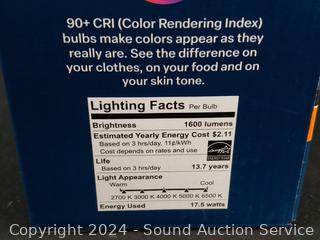 90+ CRI (Color Rendering Index)
bulbs make colors appear as they
really are. See the difference on
your clothes, on your food and on
your skin tone.
Lighting Facts Per Bulb
Brightness 1600 lumens
Estimated Yearly Energy Cost $2.11
Based on 3 hrs/day, 11¢/kWh
Cost depends on rates and use
ENERGY STAR
Life
Based on 3 hrs/day 13.7 years
Light Appearance
Warm Cool
2700 K 3000 K 4000 K 5000 K 6500 K
Energy Used 17.5 watts
Copyright 2024 - Sound Auction Service